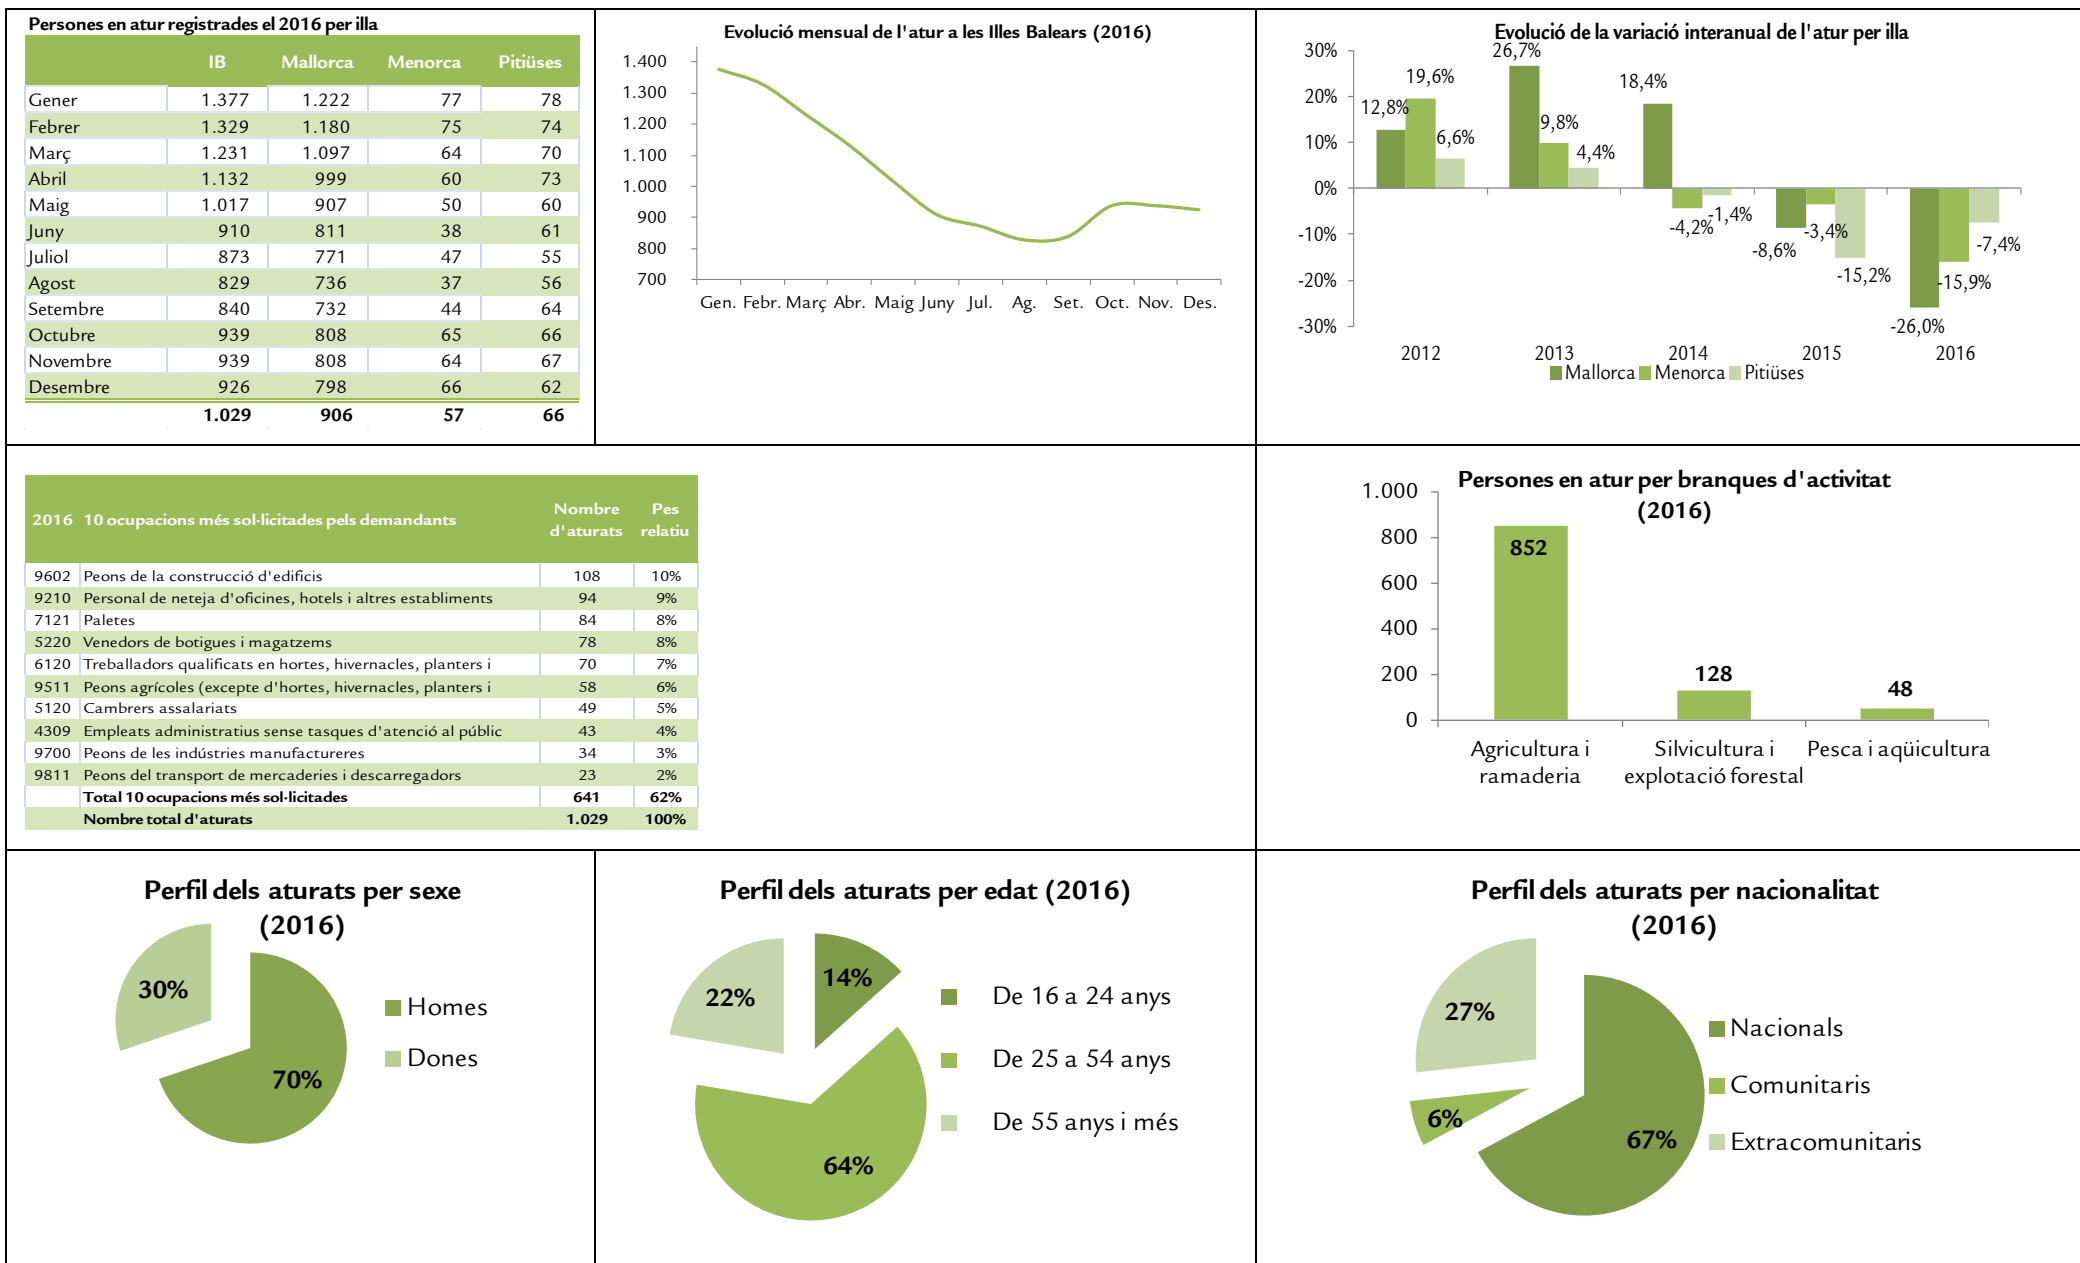 Persones en atur registrades el 2016 per illa
IB Mallorca Menorca Pitiüses
Gener 1.377 1.222 77 78
Febrer 1.329 1.180 75 74
Març 1.231 1.097 64 70
Abril 1.132 999 60 73
Maig 1.017 907 50 60
Juny 910 811 38 61
Juliol 873 771 47 55
Agost 829 736 37 56
Setembre 840 732 44 64
Octubre 939 808 65 66
Novembre 939 808 64 67
Desembre 926 798 66 62
1.029 906 57 66
Evolució mensual de l'atur a les Illes Balears (2016)
1.400
1.300
1.200
1.100
1.000
900
800
700
Gen. Febr. Març Abr. Maig Juny Jul. Ag. Set. Oct. Nov. Des.
Evolució de la variació interanual de l'atur per illa
30%
20%
10%
0%
-10%
-20%
-30%
12,8% 19,6% 6,6%
26,7% 9,8% 4,4%
18,4% -4,2% -1,4%
-8,6% -3,4% -15,2%
-26,0% -15,9% -7,4%
2012 2013 2014 2015 2016
Mallorca Menorca Pitiüses
2016 10 ocupacions més sol·licitades pels demandants Nombre d'aturats Pes relatiu
9602 Peons de la construcció d'edificis 108 10%
9210 Personal de neteja d'oficines, hotels i altres establiments 94 9%
7121 Paletes 84 8%
5220 Venedors de botigues i magatzems 78 8%
6120 Treballadors qualificats en hortes, hivernacles, planters i 70 7%
9511 Peons agrícoles (excepte d'hortes, hivernacles, planters i 58 6%
5120 Cambrers assalariats 49 5%
4309 Empleats administratius sense tasques d'atenció al públic 43 4%
9700 Peons de les indústries manufactureres 34 3%
9811 Peons del transport de mercaderies i descarregadors 23 2%
Total 10 ocupacions més sol·licitades 641 62%
Nombre total d'aturats 1.029 100%
Persones en atur per branques d'activitat
(2016)
1.000
800
600
400
200
0
852
128
48
Agricultura i
ramaderia
Silvicultura i
explotació forestal
Pesca i aqüicultura
Perfil dels aturats per sexe
(2016)
30%
70%
Homes
Dones
Perfil dels aturats per edat (2016)
14%
22%
64%
De 16 a 24 anys
De 25 a 54 anys
De 55 anys i més
Perfil dels aturats per nacionalitat
(2016)
27%
6%
67%
Nacionals
Comunitaris
Extracomunitaris